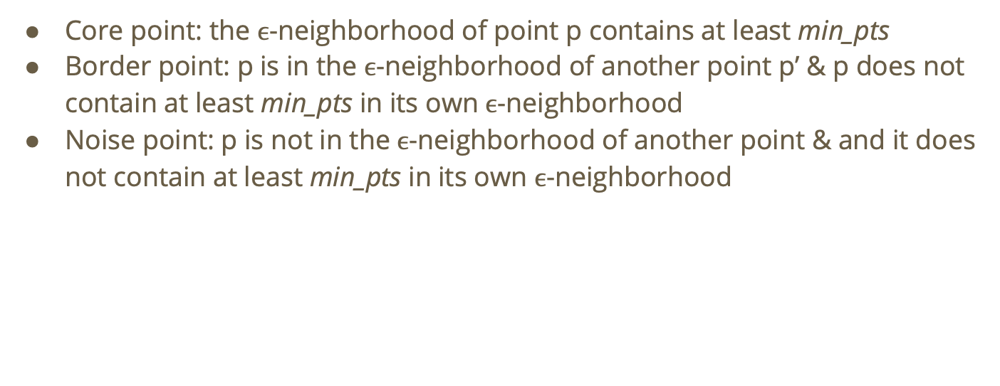 ● Core point: the ϵ-neighborhood of point p contains at least min_pts
● Border point: p is in the ϵ-neighborhood of another point p’ & p does not
contain at least min_pts in its own ϵ-neighborhood
● Noise point: p is not in the ϵ-neighborhood of another point & and it does
not contain at least min_pts in its own ϵ-neighborhood